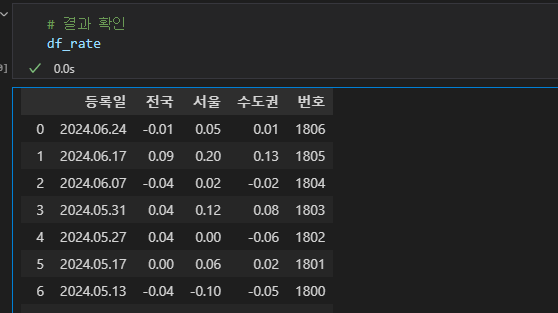 # 결과 확인
df_rate
0.0s
등록일 전국 서울 수도권 번호
0 2024.06.24 -0.01 0.05 0.01 1806
1 2024.06.17 0.09 0.20 0.13 1805
2 2024.06.07 -0.04 0.02 -0.02 1804
3 2024.05.31 0.04 0.12 0.08 1803
4 2024.05.27 0.04 0.00 -0.06 1802
5 2024.05.17 0.00 0.06 0.02 1801
6 2024.05.13 -0.04 -0.10 -0.05 1800